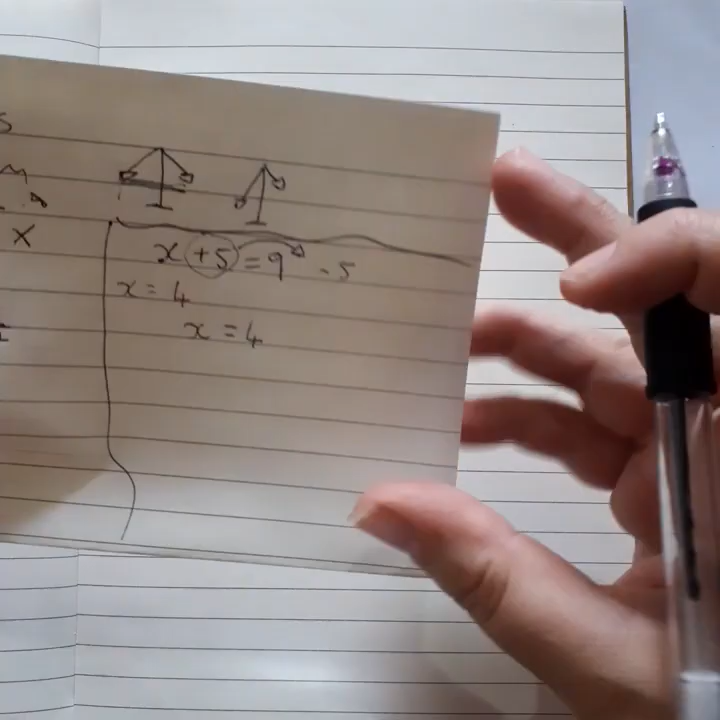 S
m
x
x + 5 = 9 - 5
x = 4
x = 4